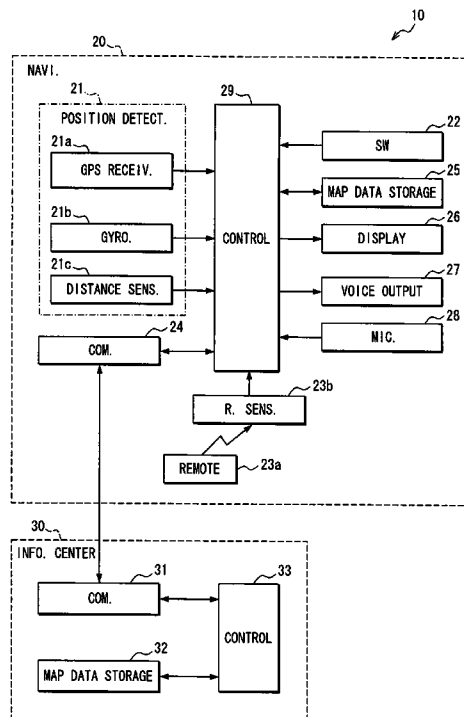 10
20
NAVI.
21
POSITION DETECT.
21a
GPS RECEIV.
21b
GYRO.
21c
DISTANCE SENS.
24
COM.
29
CONTROL
22
SW
25
MAP DATA STORAGE
26
DISPLAY
27
VOICE OUTPUT
28
MIC.
23b
R. SENS.
REMOTE
23a
30
INFO. CENTER
31
COM.
32
MAP DATA STORAGE
33
CONTROL